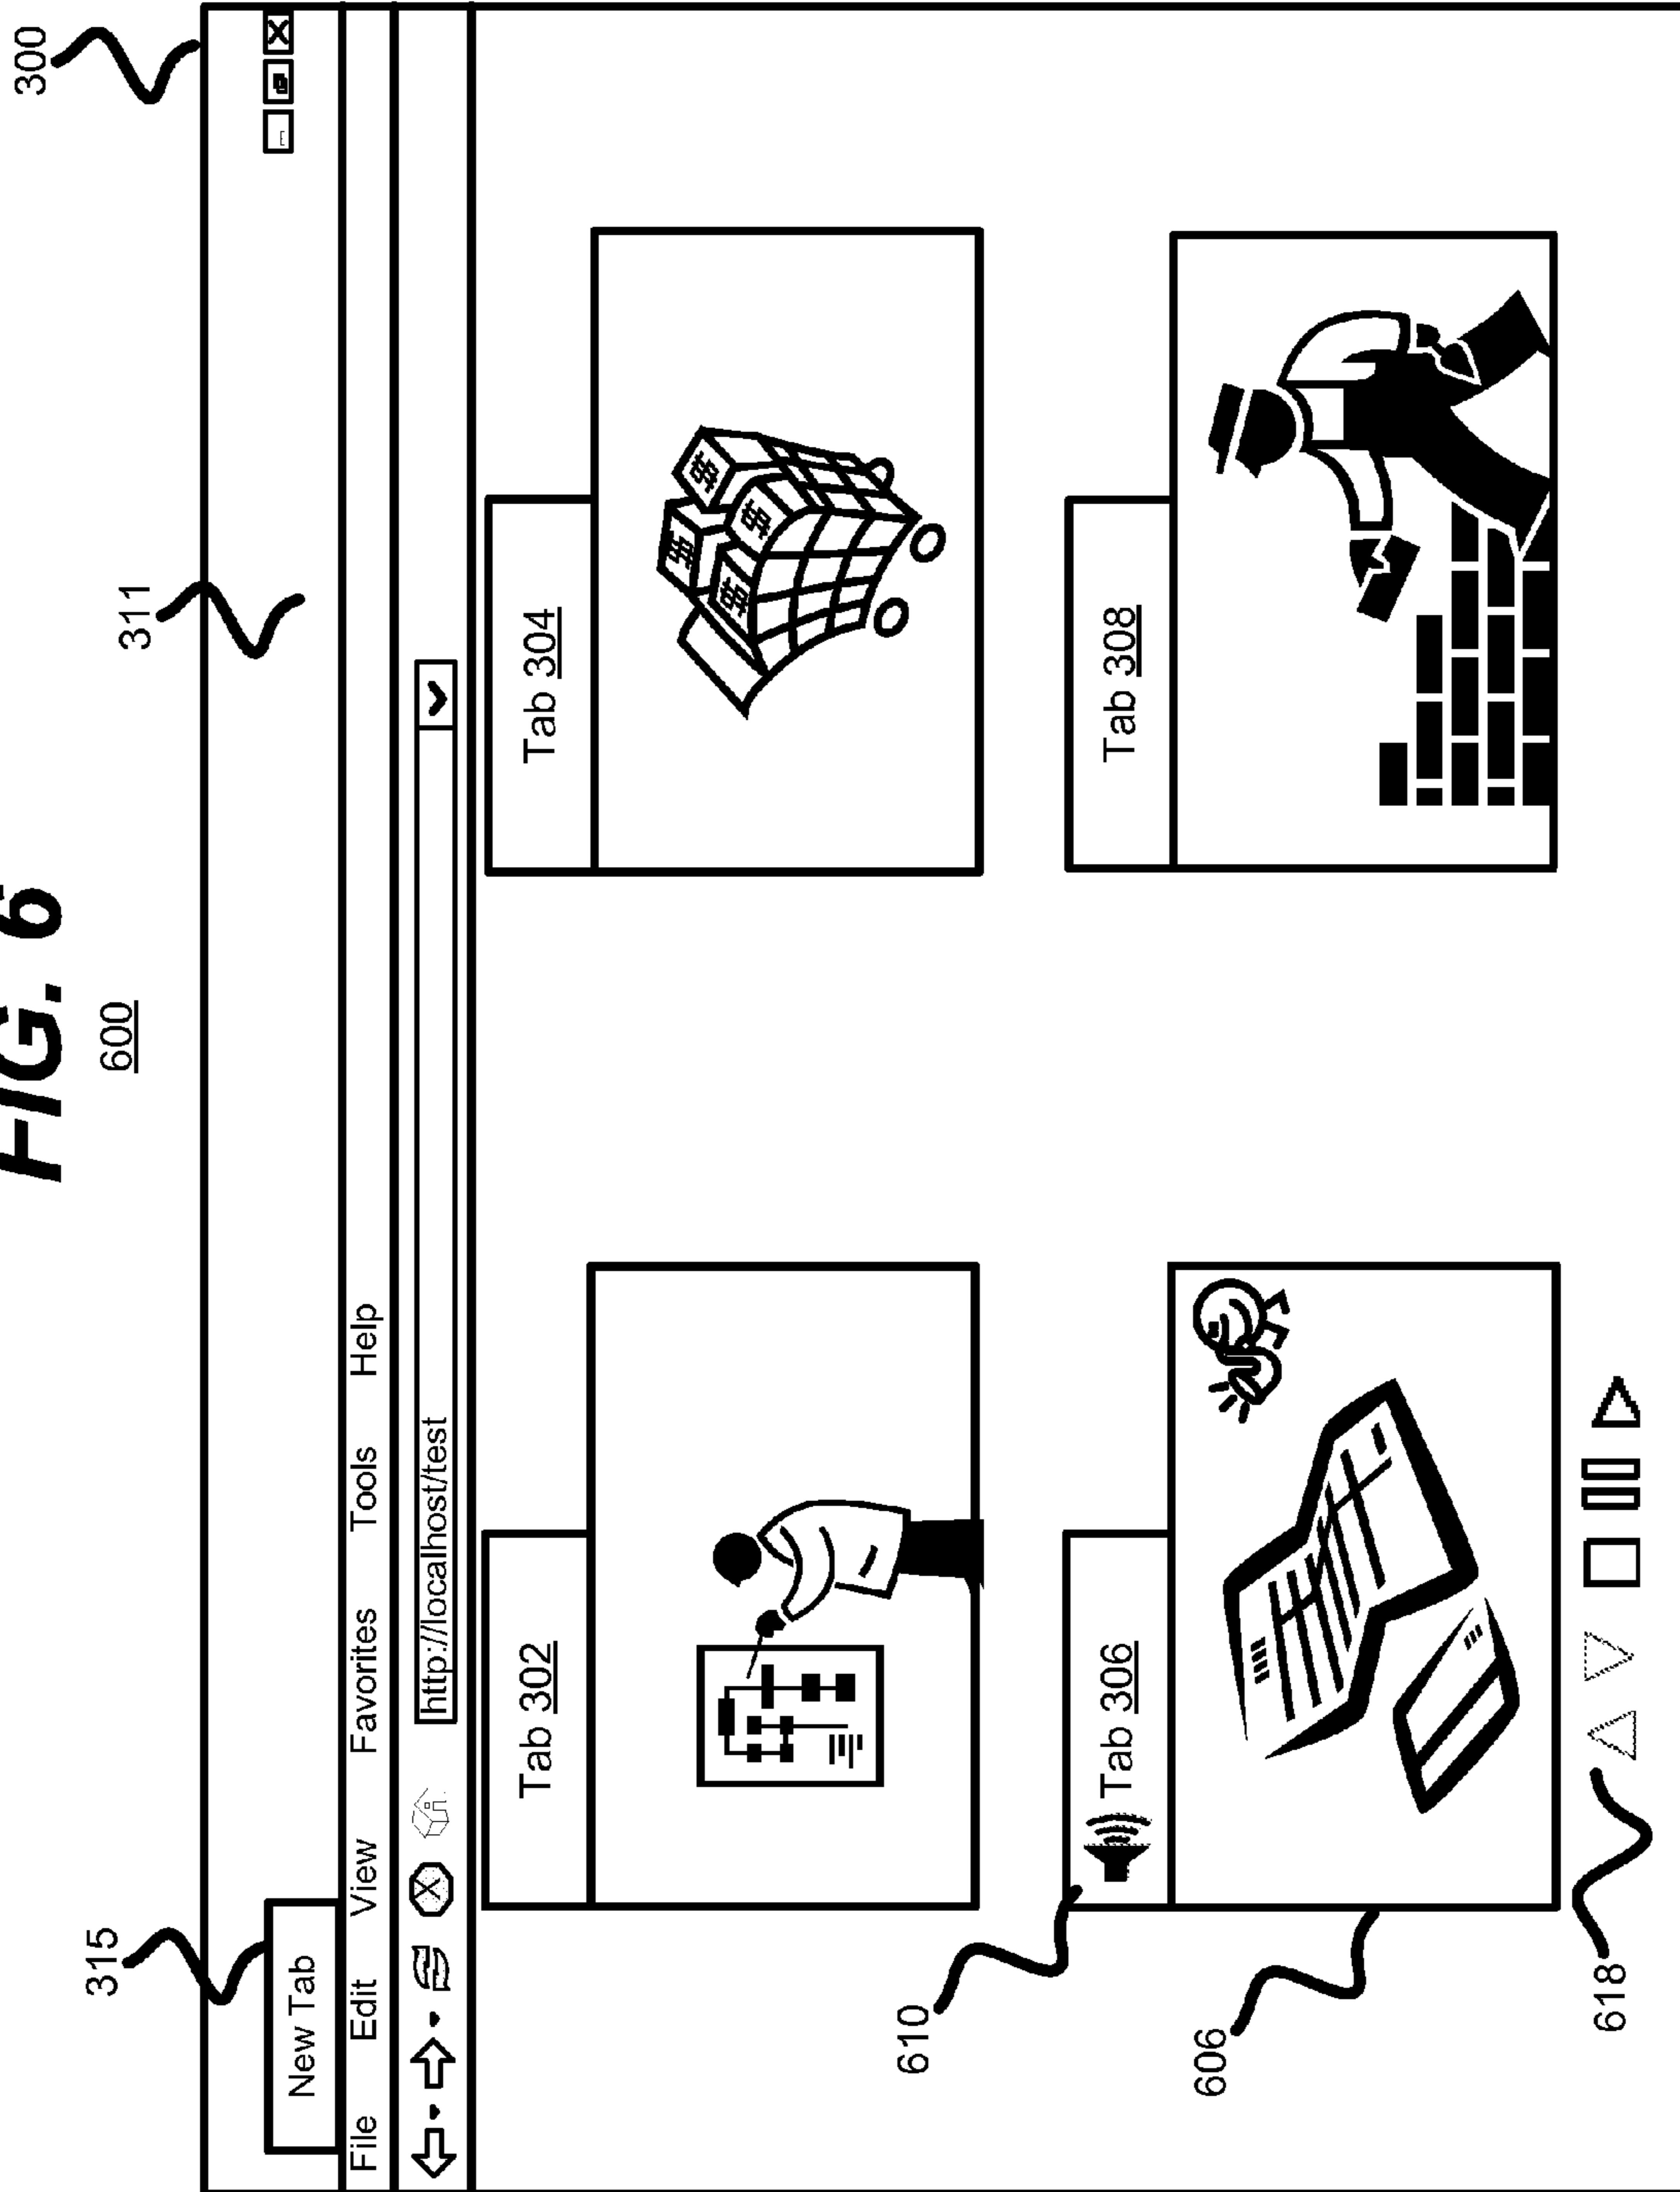 FIG. 6
600
300
311
315
New Tab
File Edit View Favorites Tools Help
http://localhost/test
Tab 302
Tab 304
$ $ $ $
610
Tab 306
Tab 308
606
618